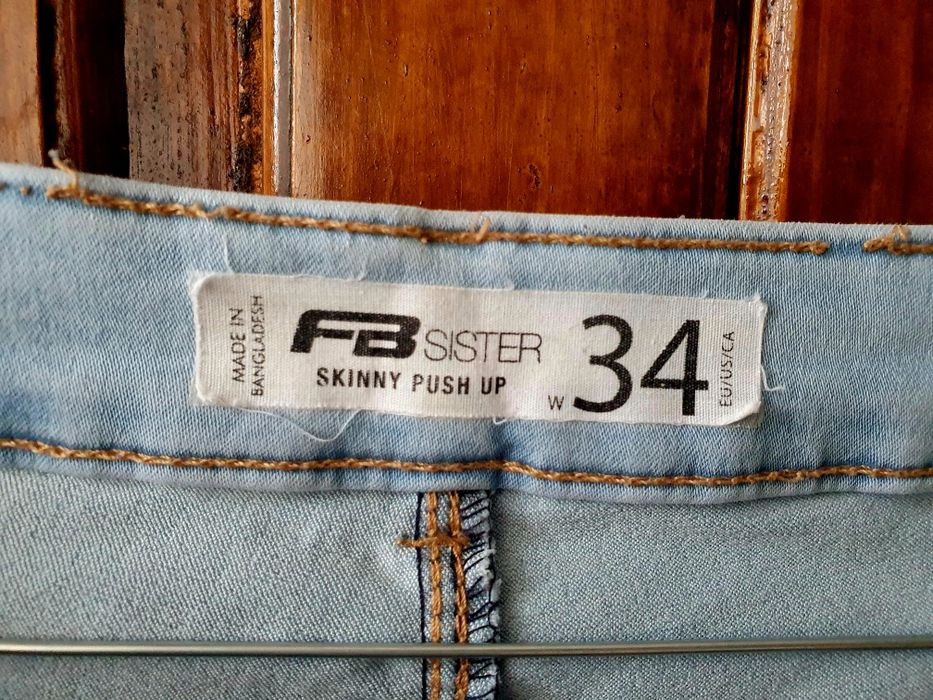 MADE IN
BANGLADESH
FB SISTER
SKINNY PUSH UP
W 34
EU/US/CA